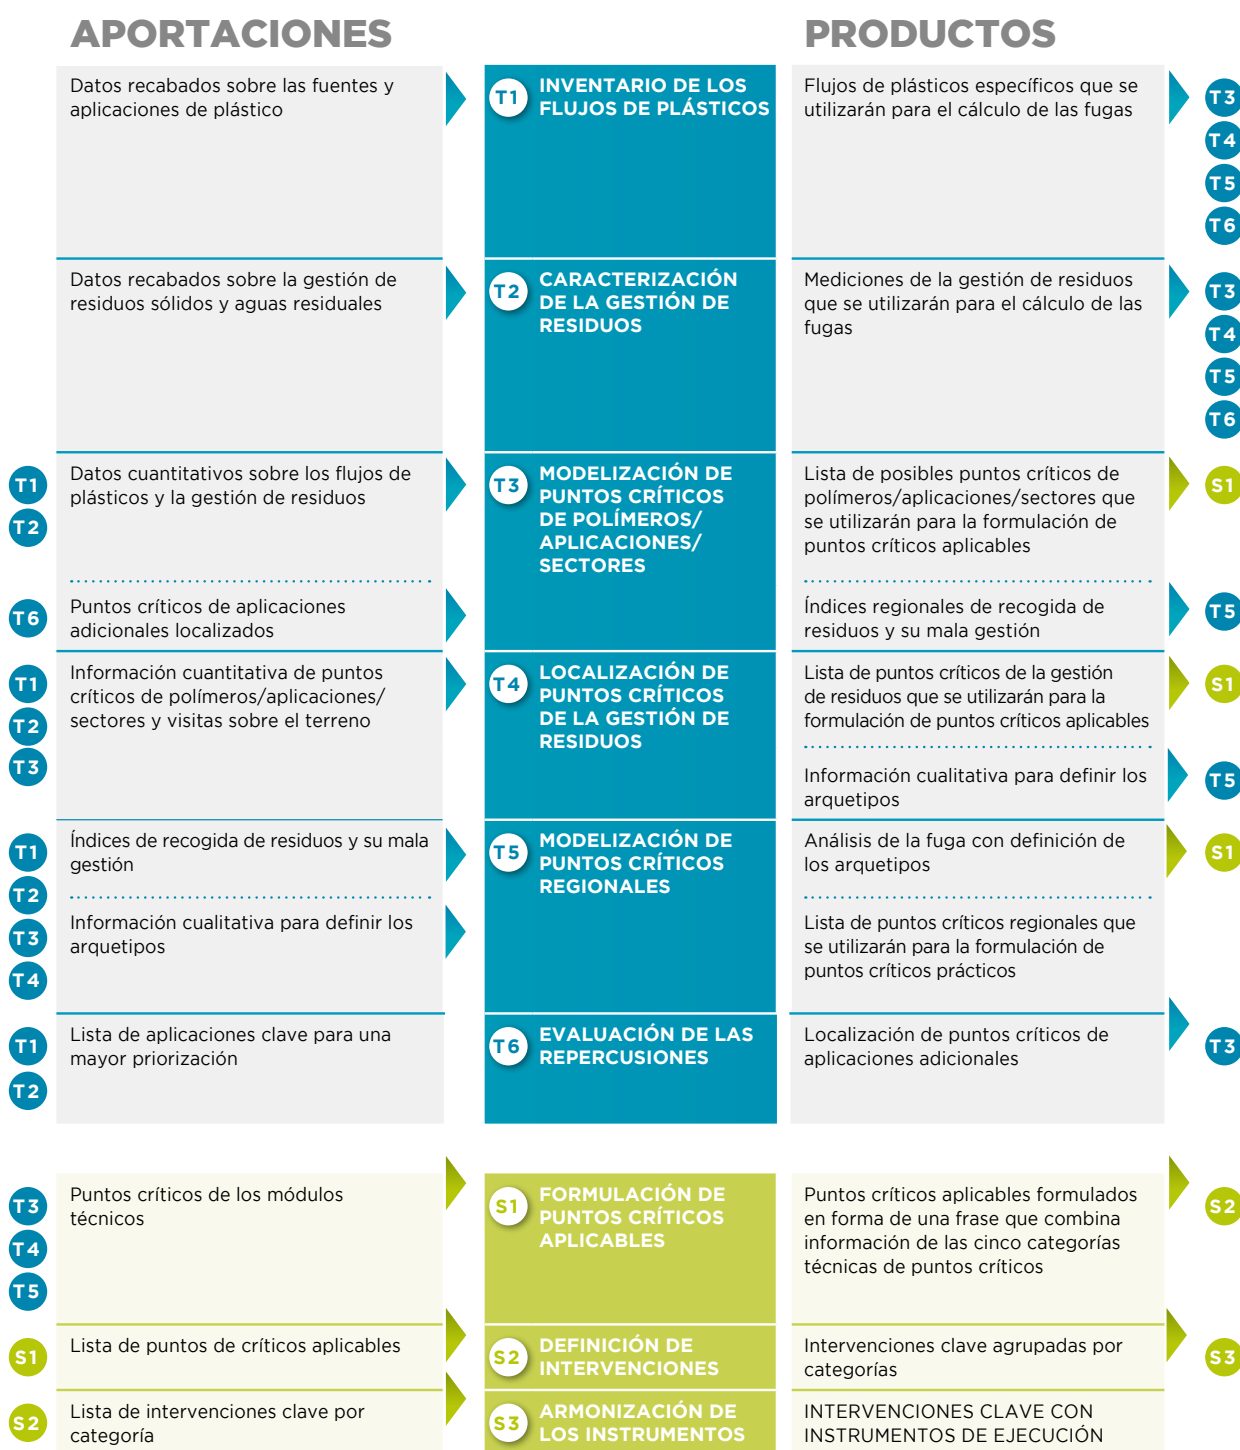 APORTACIONES
PRODUCTOS
Datos recabados sobre las fuentes y
aplicaciones de plástico
T1
INVENTARIO DE LOS
FLUJOS DE PLÁSTICOS
Flujos de plásticos específicos que se
utilizarán para el cálculo de las fugas
T3
T4
T5
T6
Datos recabados sobre la gestión de
residuos sólidos y aguas residuales
T2
CARACTERIZACIÓN
DE LA GESTIÓN DE
RESIDUOS
Mediciones de la gestión de residuos
que se utilizarán para el cálculo de las
fugas
T3
T4
T5
T6
T1
T2
Datos cuantitativos sobre los flujos de
plásticos y la gestión de residuos
T6
Puntos críticos de aplicaciones
adicionales localizados
T3
MODELIZACIÓN DE
PUNTOS CRÍTICOS
DE POLÍMEROS/
APLICACIONES/
SECTORES
Lista de posibles puntos críticos de
polímeros/aplicaciones/sectores que
se utilizarán para la formulación de
puntos críticos aplicables
S1
Índices regionales de recogida de
residuos y su mala gestión
T5
T1
T2
T3
Información cuantitativa de puntos
críticos de polímeros/aplicaciones/
sectores y visitas sobre el terreno
T4
LOCALIZACIÓN DE
PUNTOS CRÍTICOS
DE LA GESTIÓN DE
RESIDUOS
Lista de puntos críticos de la gestión
de residuos que se utilizarán para la
formulación de puntos críticos aplicables
S1
Información cualitativa para definir los
arquetipos
T5
T1
T2
T3
T4
Índices de recogida de residuos y su mala
gestión
Información cualitativa para definir los
arquetipos
T5
MODELIZACIÓN DE
PUNTOS CRÍTICOS
REGIONALES
Análisis de la fuga con definición de
los arquetipos
S1
Lista de puntos críticos regionales que
se utilizarán para la formulación de
puntos críticos prácticos
T1
T2
Lista de aplicaciones clave para una
mayor priorización
T6
EVALUACIÓN DE LAS
REPERCUSIONES
Localización de puntos críticos de
aplicaciones adicionales
T3
T3
T4
T5
Puntos críticos de los módulos
técnicos
S1
FORMULACIÓN DE
PUNTOS CRÍTICOS
APLICABLES
Puntos críticos aplicables formulados
en forma de una frase que combina
información de las cinco categorías
técnicas de puntos críticos
S2
S1
Lista de puntos de críticos aplicables
S2
DEFINICIÓN DE
INTERVENCIONES
Intervenciones clave agrupadas por
categorías
S3
S2
Lista de intervenciones clave por
categoría
S3
ARMONIZACIÓN DE
LOS INSTRUMENTOS
INTERVENCIONES CLAVE CON
INSTRUMENTOS DE EJECUCIÓN